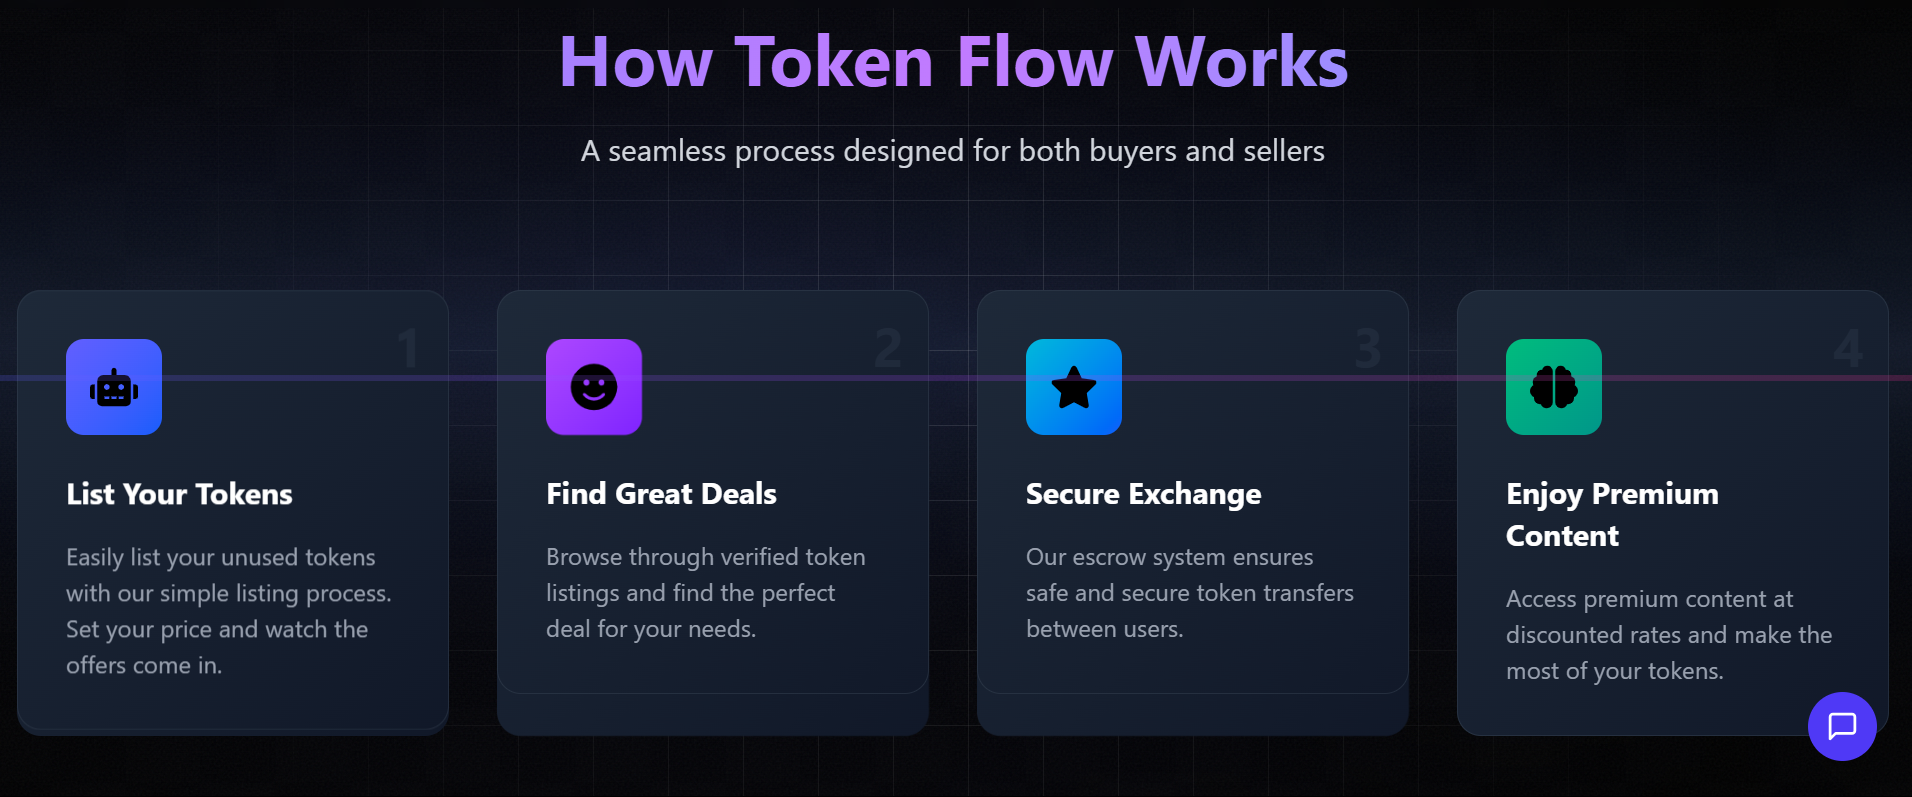 How Token Flow Works
A seamless process designed for both buyers and sellers
1
List Your Tokens
Easily list your unused tokens
with our simple listing process.
Set your price and watch the
offers come in.
2
Find Great Deals
Browse through verified token
listings and find the perfect
deal for your needs.
3
Secure Exchange
Our escrow system ensures
safe and secure token transfers
between users.
4
Enjoy Premium
Content
Access premium content at
discounted rates and make the
most of your tokens.